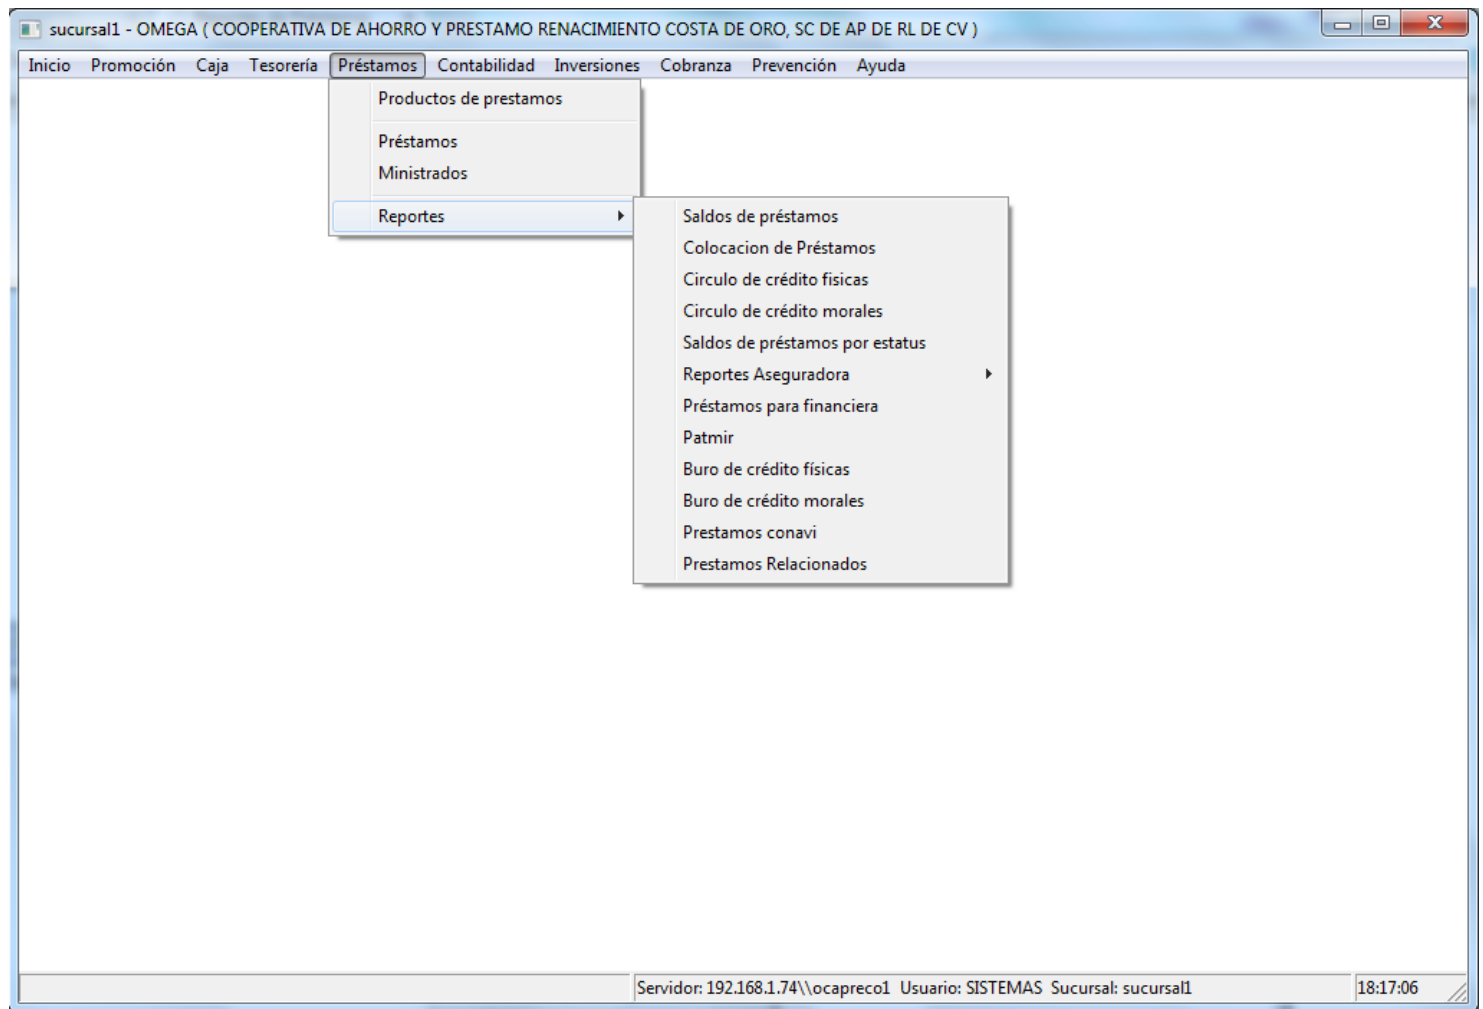 sucursal1 - OMEGA ( COOPERATIVA DE AHORRO Y PRESTAMO RENACIMIENTO COSTA DE ORO, SC DE AP DE RL DE CV )
Inicio Promoción Caja Tesorería Préstamos Contabilidad Inversiones Cobranza Prevención Ayuda
Productos de prestamos
Préstamos
Ministrados
Reportes
Saldos de préstamos
Colocacion de Préstamos
Circulo de crédito fisicas
Circulo de crédito morales
Saldos de préstamos por estatus
Reportes Aseguradora
Préstamos para financiera
Patmir
Buro de crédito físicas
Buro de crédito morales
Prestamos conavi
Prestamos Relacionados
Servidor: 192.168.1.74\\ocapreco1 Usuario: SISTEMAS Sucursal: sucursal1 18:17:06